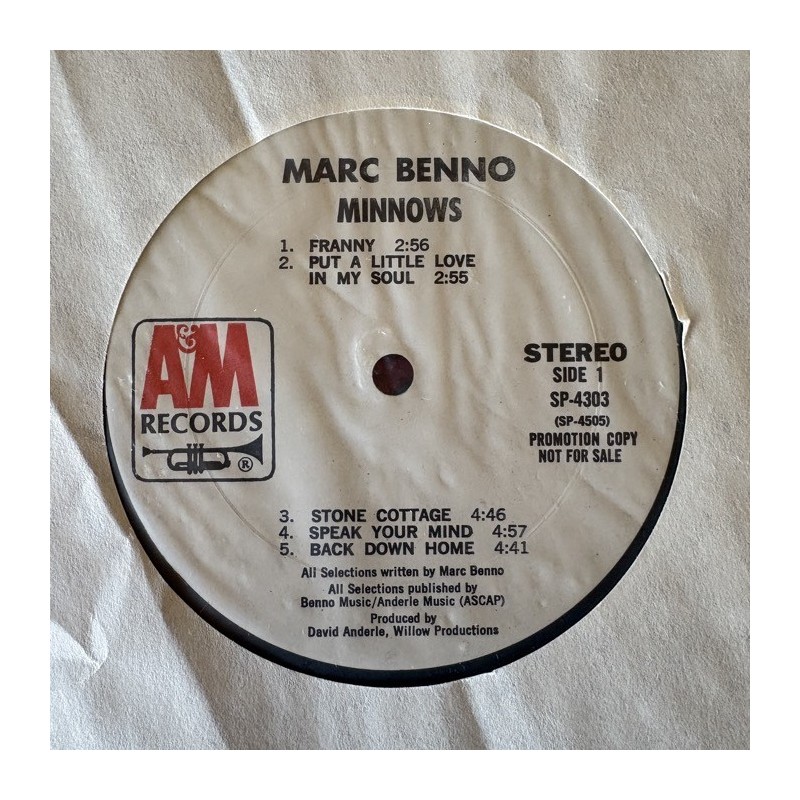 MARC BENNO
MINNOWS
1. FRANNY 2:56
2. PUT A LITTLE LOVE
IN MY SOUL 2:55
A&M
RECORDS
®
STEREO
SIDE 1
SP-4303
(SP-4505)
PROMOTION COPY
NOT FOR SALE
3. STONE COTTAGE 4:46
4. SPEAK YOUR MIND 4:57
5. BACK DOWN HOME 4:41
All Selections written by Marc Benno
All Selections published by
Benno Music/Anderle Music (ASCAP)
Produced by
David Anderle, Willow Productions